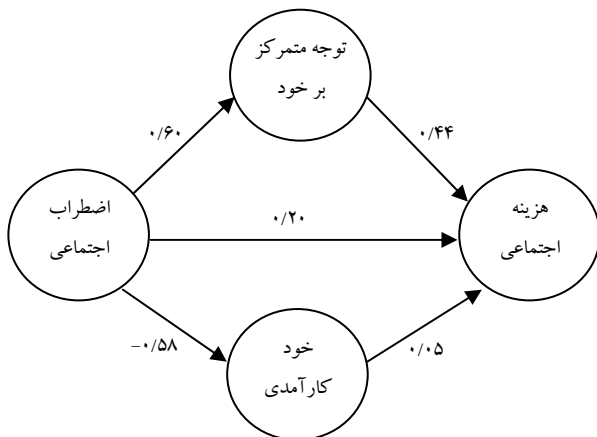 توجه متمرکز
بر خود
۰/۶۰
۰/۴۴
اضطراب
اجتماعی
۰/۲۰
هزینه
اجتماعی
-۰/۵۸
خود
کارآمدی
۰/۰۵